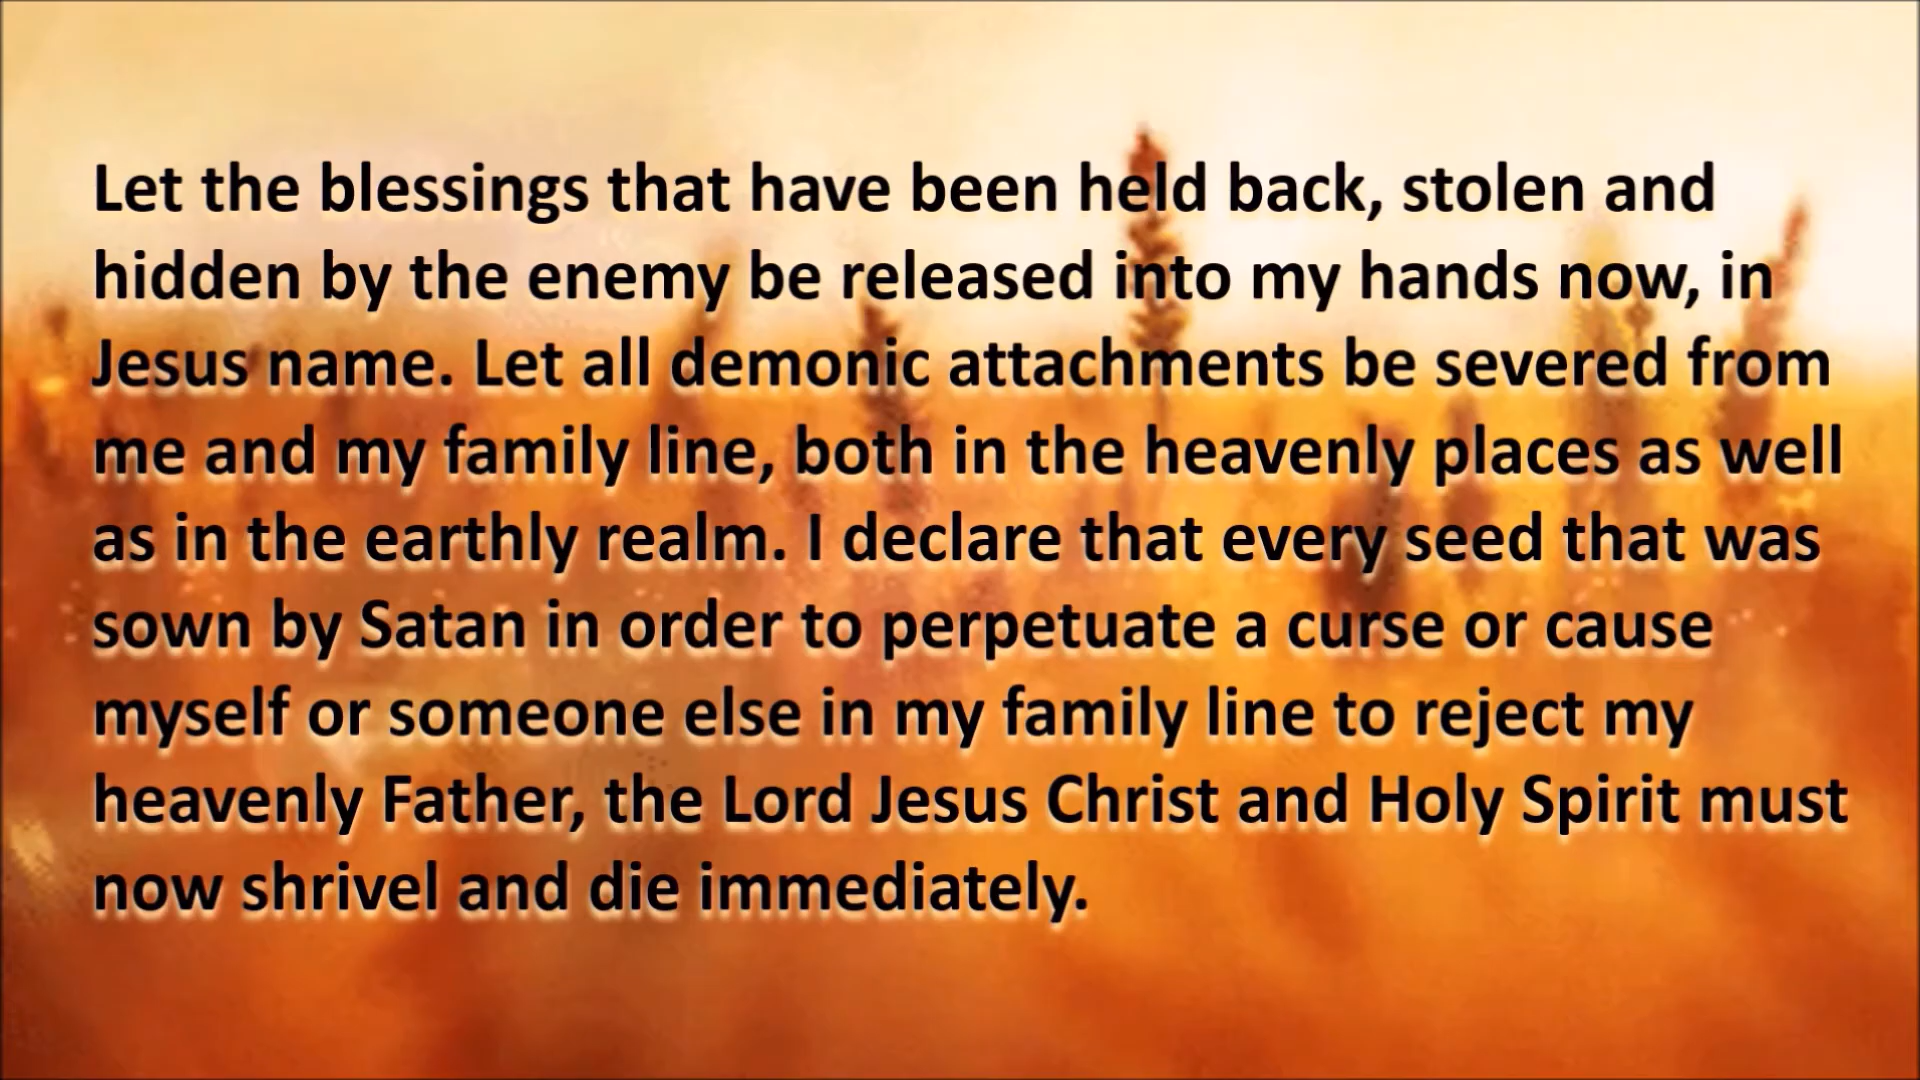 Let the blessings that have been held back, stolen and
hidden by the enemy be released into my hands now, in
Jesus name. Let all demonic attachments be severed from
me and my family line, both in the heavenly places as well
as in the earthly realm. I declare that every seed that was
sown by Satan in order to perpetuate a curse or cause
myself or someone else in my family line to reject my
heavenly Father, the Lord Jesus Christ and Holy Spirit must
now shrivel and die immediately.